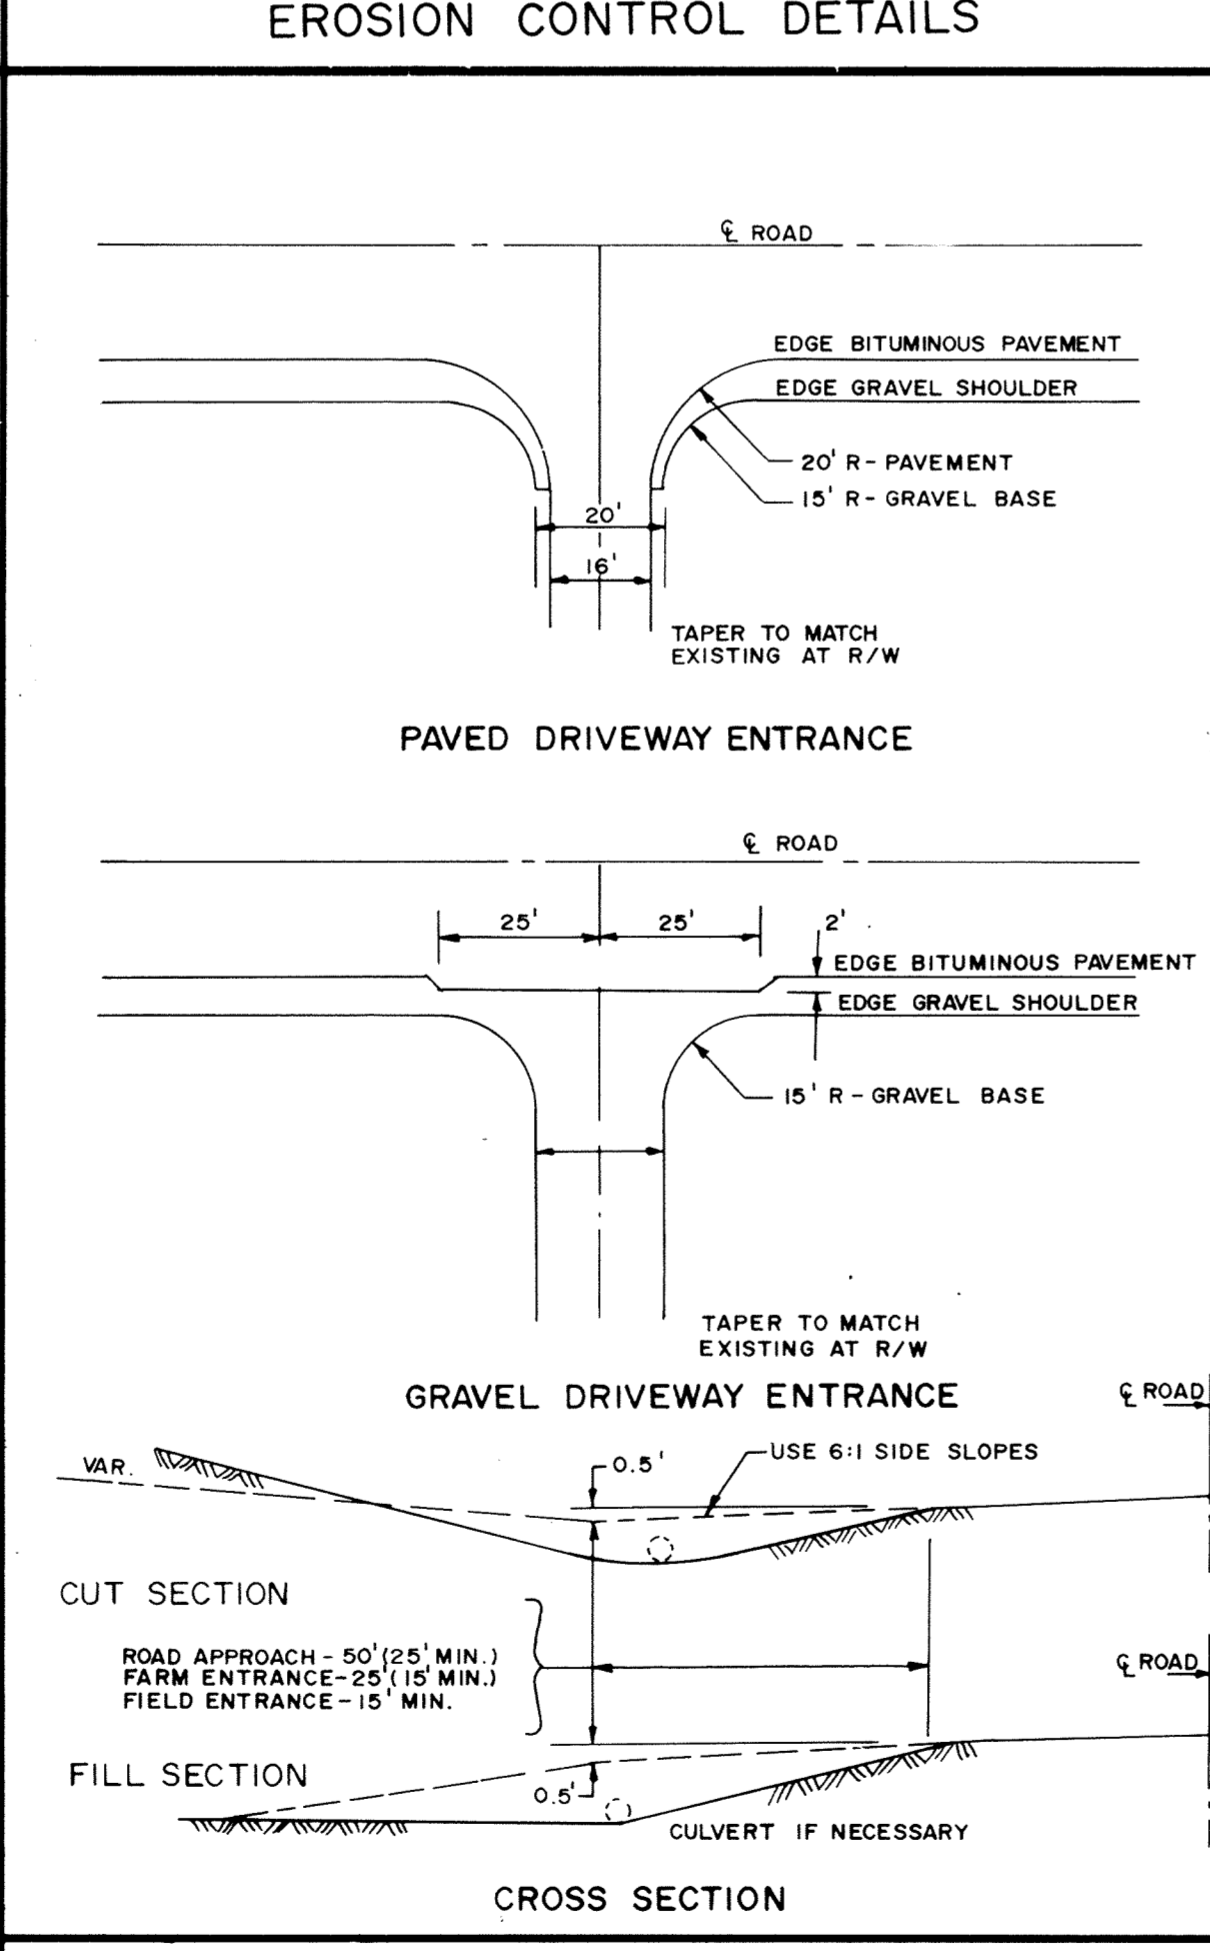 EROSION CONTROL DETAILS
℄ ROAD
EDGE BITUMINOUS PAVEMENT
EDGE GRAVEL SHOULDER
20' R- PAVEMENT
15' R- GRAVEL BASE
20'
16'
TAPER TO MATCH
EXISTING AT R/W
PAVED DRIVEWAY ENTRANCE
℄ ROAD
25' 25' 2'
EDGE BITUMINOUS PAVEMENT
EDGE GRAVEL SHOULDER
15' R - GRAVEL BASE
TAPER TO MATCH
EXISTING AT R/W
GRAVEL DRIVEWAY ENTRANCE
℄ ROAD
VAR.
0.5'
USE 6:1 SIDE SLOPES
CUT SECTION
ROAD APPROACH - 50' (25' MIN.)
FARM ENTRANCE-25' (15' MIN.)
FIELD ENTRANCE-15' MIN.
℄ ROAD
FILL SECTION
0.5'
CULVERT IF NECESSARY
CROSS SECTION